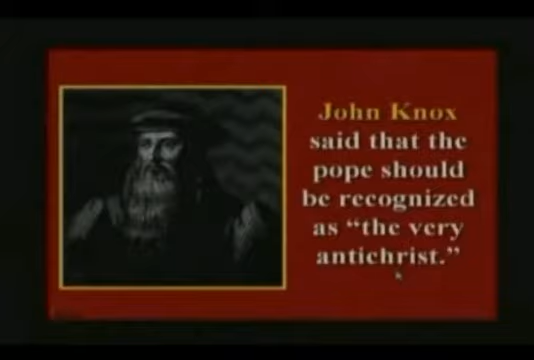 John Knox
said that the
pope should
be recognized
as “the very
antichrist.”